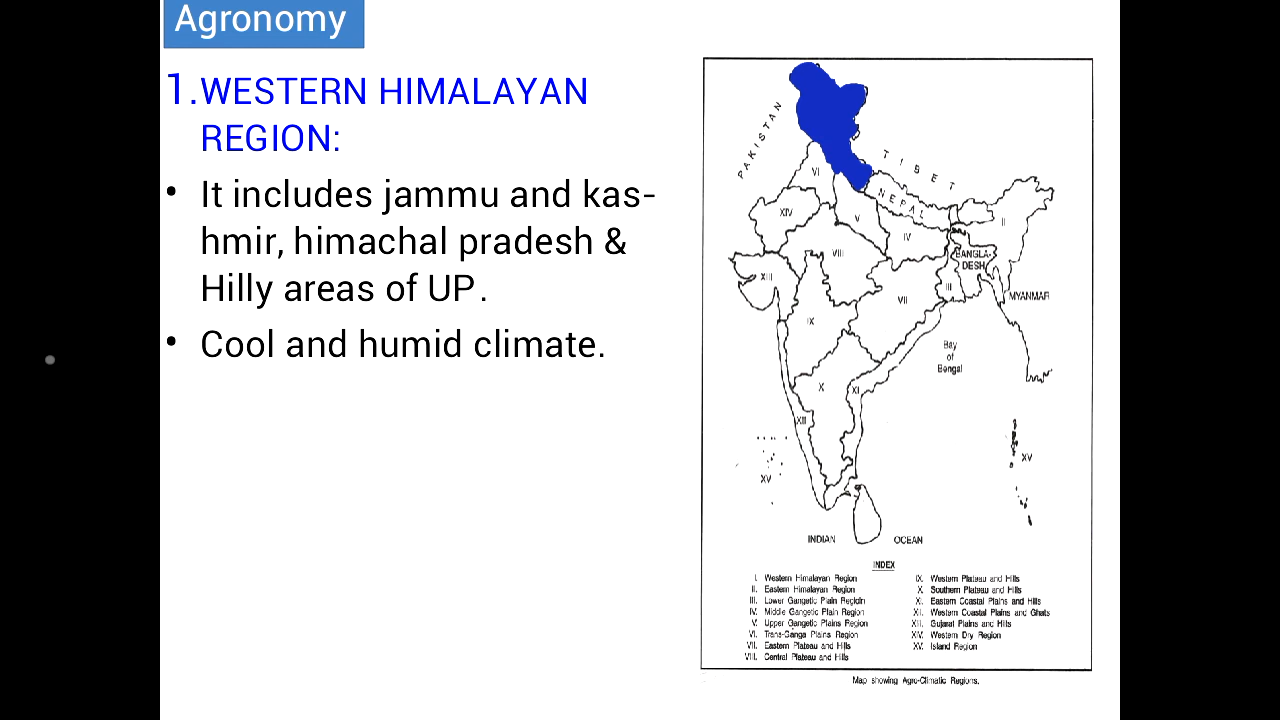 Agronomy
1.WESTERN HIMALAYAN
REGION:
• It includes jammu and kas-
hmir, himachal pradesh &
Hilly areas of UP.
• Cool and humid climate.
PAKISTAN
TIBET
NEPAL
VI
XIV
V
IV
II
VIII
BANGLA-
DESH
XIII
III
VII
MYANMAR
IX
Bay
of
Bengal
X
XI
XII
XV
XV
INDIAN OCEAN
INDEX
I. Western Himalayan Region
II. Eastern Himalayan Region
III. Lower Gangetic Plain Region
IV. Middle Gangetic Plain Region
V. Upper Gangetic Plains Region
VI. Trans-Ganga Plains Region
VII. Eastern Plateau and Hills
VIII. Central Plateau and Hills
IX. Western Plateau and Hills
X. Southern Plateau and Hills
XI. Eastern Coastal Plains and Hills
XII. Western Coastal Plains and Ghats
XIII. Gujarat Plains and Hills
XIV. Western Dry Region
XV. Island Region
Map showing Agro-Climatic Regions.